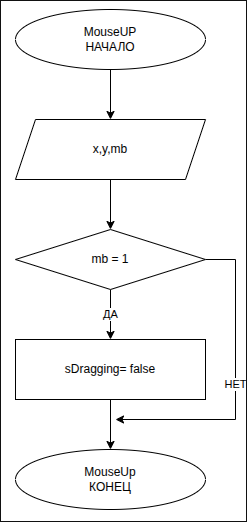 MouseUP
НАЧАЛО
x,y,mb
mb = 1
ДА
sDragging= false
НЕТ
MouseUp
КОНЕЦ